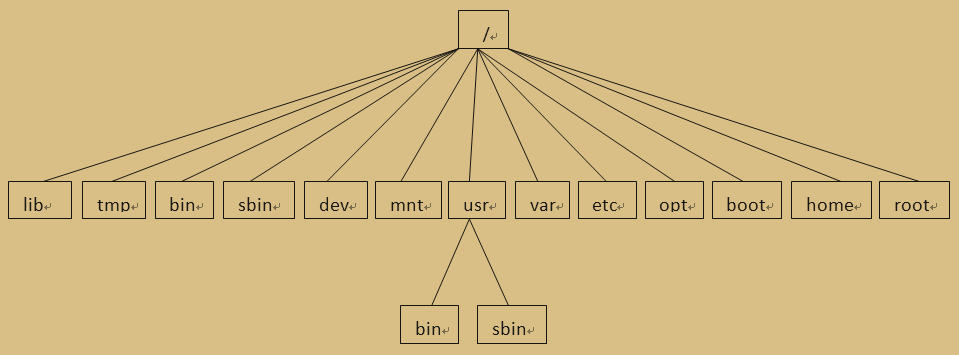 /
lib tmp bin sbin dev mnt usr var etc opt boot home root
bin sbin